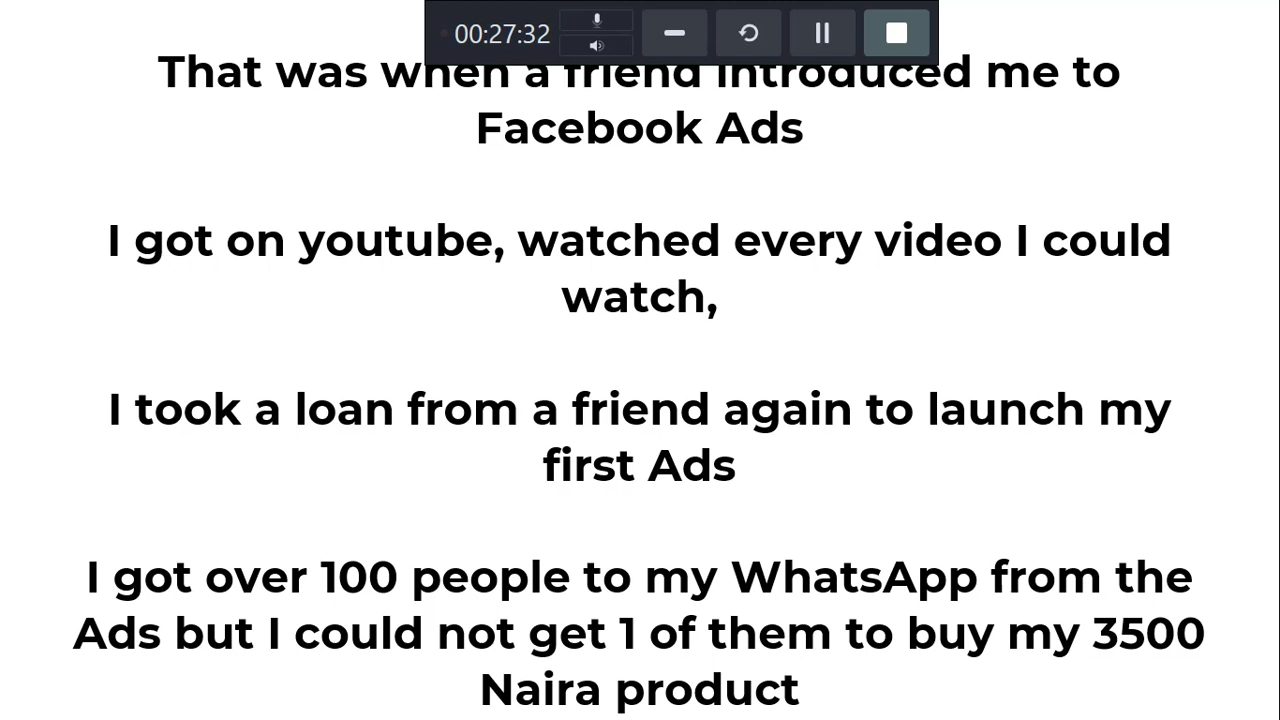 00:27:32
That was when a friend introduced me to
Facebook Ads
I got on youtube, watched every video I could
watch,
I took a loan from a friend again to launch my
first Ads
I got over 100 people to my WhatsApp from the
Ads but I could not get 1 of them to buy my 3500
Naira product